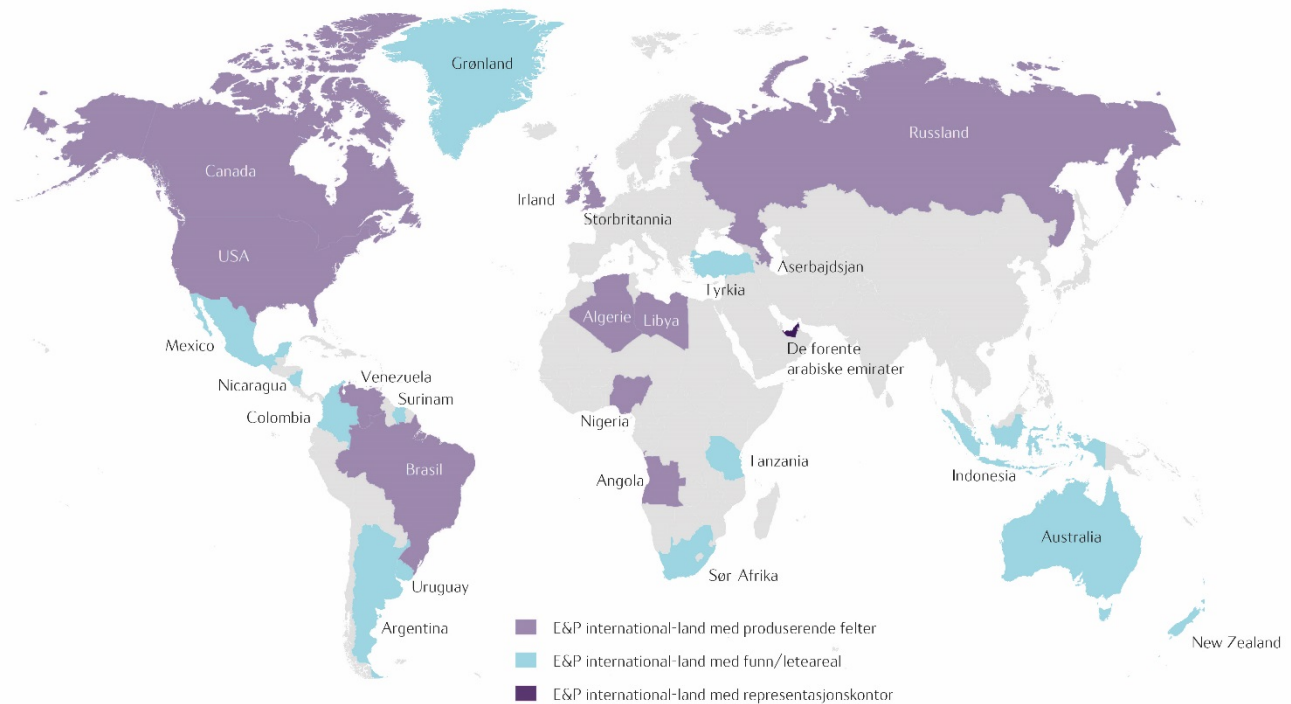 Grønland
Russland
Canada
Irland
Storbritannia
USA
Aserbajdsjan
Tyrkia
Algerie
Libya
Mexico
De forente
arabiske emirater
Nicaragua
Venezuela
Surinam
Colombia
Nigeria
Brasil
Tanzania
Angola
Indonesia
Australia
Sør Afrika
Uruguay
Argentina
New Zealand
E&P international-land med produserende felter
E&P international-land med funn/leteareal
E&P international-land med representasjonskontor